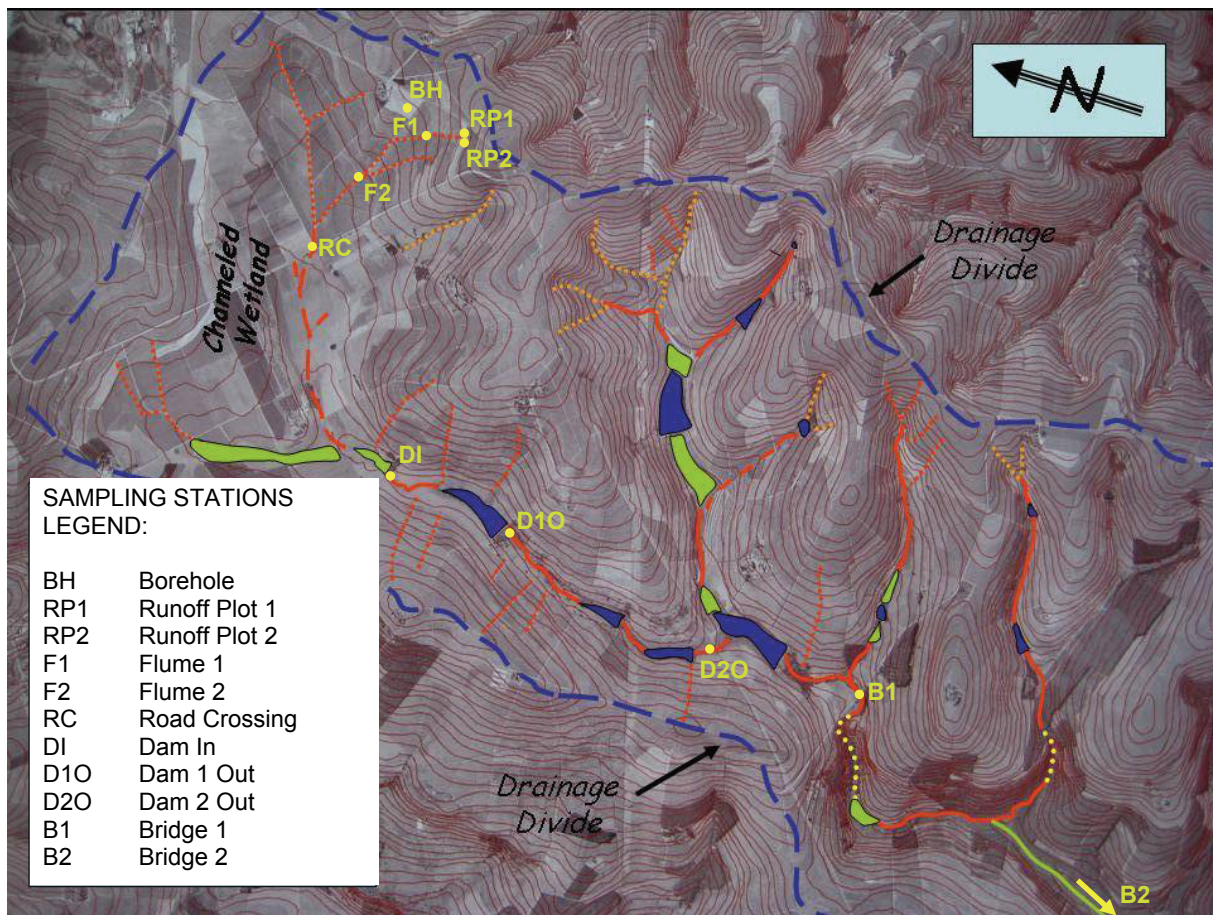 N
BH
RP1
F1
RP2
F2
RC
Drainage
Divide
Channeled
Wetland
DI
D1O
D2O
B1
Drainage
Divide
B2
SAMPLING STATIONS
LEGEND:
BH Borehole
RP1 Runoff Plot 1
RP2 Runoff Plot 2
F1 Flume 1
F2 Flume 2
RC Road Crossing
DI Dam In
D1O Dam 1 Out
D2O Dam 2 Out
B1 Bridge 1
B2 Bridge 2